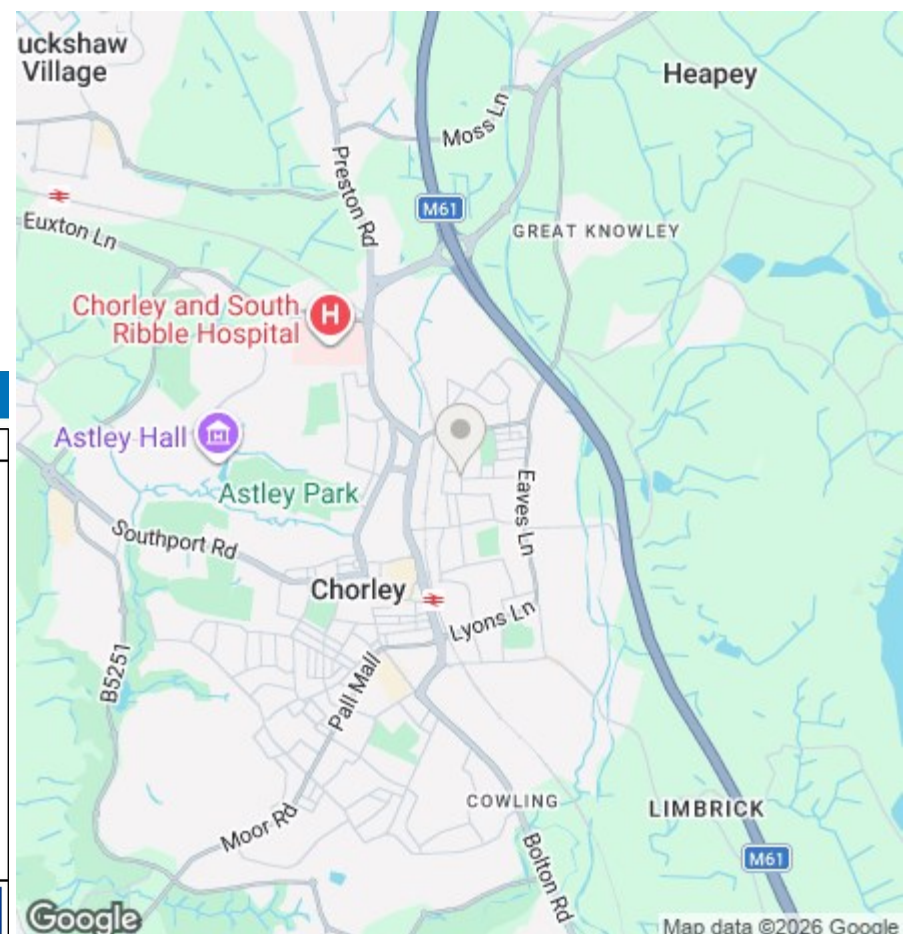 uckshaw
Village
Heapey
Moss Ln
Preston Rd
M61
Euxton Ln
GREAT KNOWLEY
Chorley and South
Ribble Hospital
H
Astley Hall
Astley Park
Eaves Ln
Southport Rd
Chorley
Lyons Ln
B5251
Pall Mall
COWLING
LIMBRICK
Moor Rd
Bolton Rd
M61
Google
Map data ©2026 Google